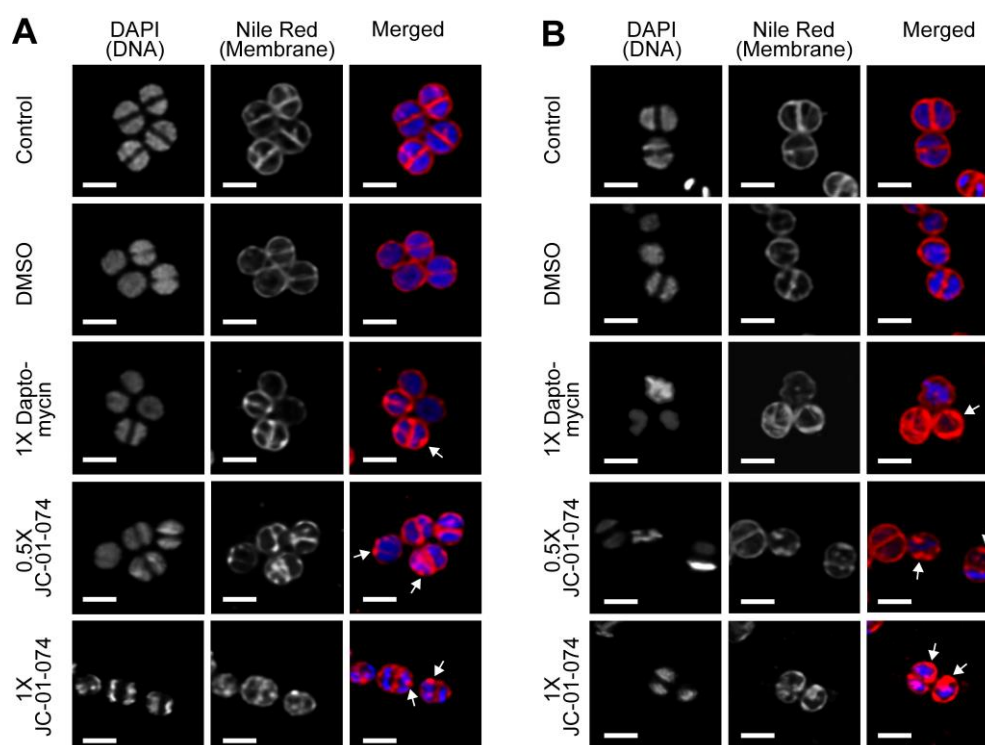 A
DAPI
(DNA)
Nile Red
(Membrane)
Merged
Control
DMSO
1X Dapto-
mycin
0.5X
JC-01-074
1X
JC-01-074
B
DAPI
(DNA)
Nile Red
(Membrane)
Merged
Control
DMSO
1X Dapto-
mycin
0.5X
JC-01-074
1X
JC-01-074